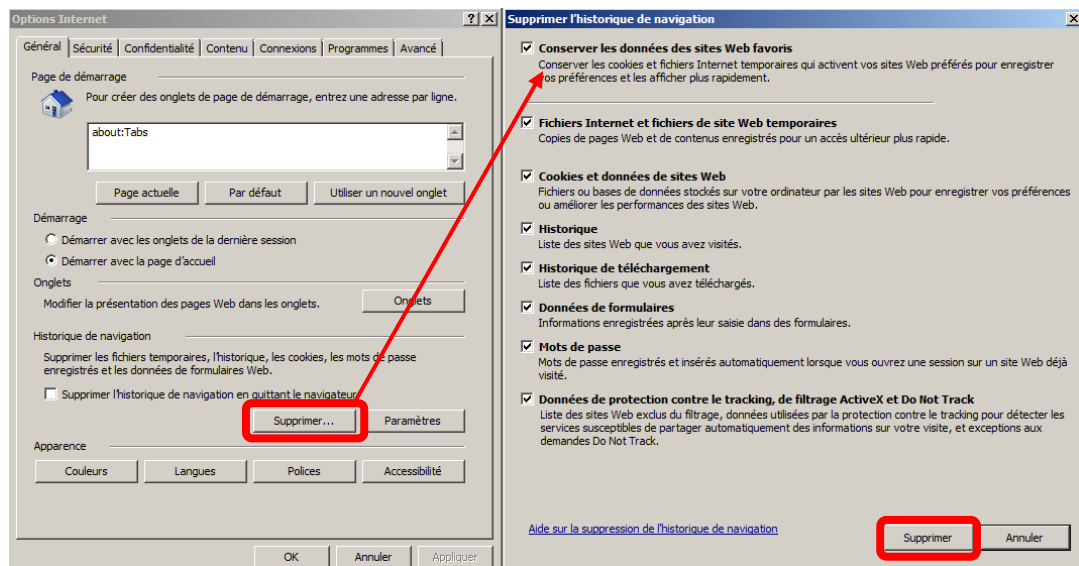 Options Internet
Général Sécurité Confidentialité Contenu Connexions Programmes Avancé
Page de démarrage
Pour créer des onglets de page de démarrage, entrez une adresse par ligne.
about:Tabs
Page actuelle Par défaut Utiliser un nouvel onglet
Démarrage
Démarrer avec les onglets de la dernière session
Démarrer avec la page d'accueil
Onglets
Modifier la présentation des pages Web dans les onglets.
Onglets
Historique de navigation
Supprimer les fichiers temporaires, l'historique, les cookies, les mots de passe
enregistrés et les données de formulaires Web.
Supprimer l'historique de navigation en quittant le navigateur
Supprimer... Paramètres
Apparence
Couleurs Langues Polices Accessibilité
OK Annuler Appliquer
Supprimer l'historique de navigation
Conserver les données des sites Web favoris
Conserver les cookies et fichiers Internet temporaires qui activent vos sites Web préférés pour enregistrer
vos préférences et les afficher plus rapidement.
Fichiers Internet et fichiers de site Web temporaires
Copies de pages Web et de contenus enregistrés pour un accès ultérieur plus rapide.
Cookies et données de sites Web
Fichiers ou bases de données stockés sur votre ordinateur par les sites Web pour enregistrer vos préférences
ou améliorer les performances des sites Web.
Historique
Liste des sites Web que vous avez visités.
Historique de téléchargement
Liste des fichiers que vous avez téléchargés.
Données de formulaires
Informations enregistrées après leur saisie dans des formulaires.
Mots de passe
Mots de passe enregistrés et insérés automatiquement lorsque vous ouvrez une session sur un site Web déjà
visité.
Données de protection contre le tracking, de filtrage ActiveX et Do Not Track
Liste des sites Web exclus du filtrage, données utilisées par la protection contre le tracking pour détecter les
services susceptibles de partager automatiquement des informations sur votre visite, et exceptions aux
demandes Do Not Track.
Aide sur la suppression de l'historique de navigation
Supprimer Annuler